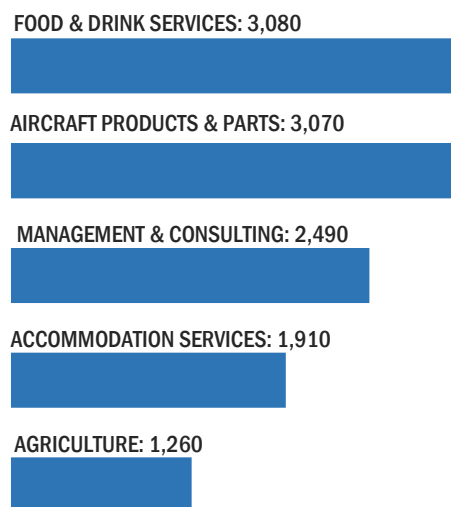 FOOD & DRINK SERVICES: 3,080
AIRCRAFT PRODUCTS & PARTS: 3,070
MANAGEMENT & CONSULTING: 2,490
ACCOMMODATION SERVICES: 1,910
AGRICULTURE: 1,260